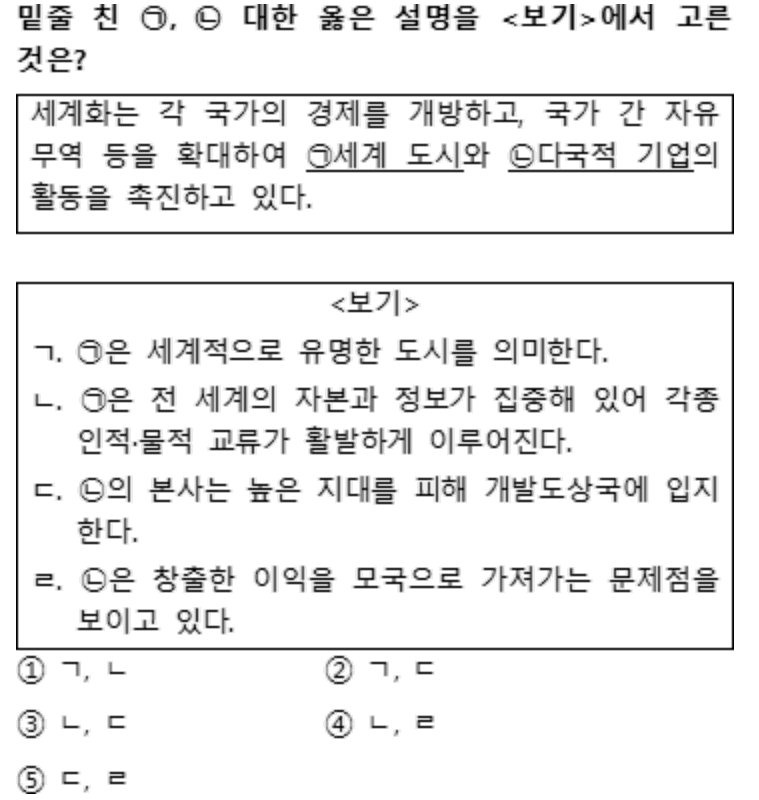 밑줄 친 ㉠, ㉡ 대한 옳은 설명을 <보기>에서 고른
것은?
세계화는 각 국가의 경제를 개방하고, 국가 간 자유
무역 등을 확대하여 ㉠세계 도시와 ㉡다국적 기업의
활동을 촉진하고 있다.
<보기>
ㄱ. ㉠은 세계적으로 유명한 도시를 의미한다.
ㄴ. ㉠은 전 세계의 자본과 정보가 집중해 있어 각종
인적·물적 교류가 활발하게 이루어진다.
ㄷ. ㉡의 본사는 높은 지대를 피해 개발도상국에 입지
한다.
ㄹ. ㉡은 창출한 이익을 모국으로 가져가는 문제점을
보이고 있다.
① ㄱ, ㄴ ② ㄱ, ㄷ
③ ㄴ, ㄷ ④ ㄴ, ㄹ
⑤ ㄷ, ㄹ